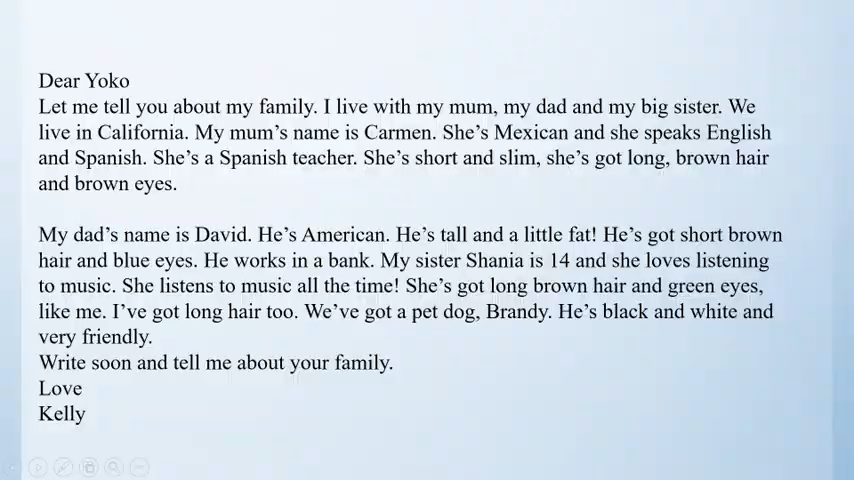 Dear Yoko
Let me tell you about my family. I live with my mum, my dad and my big sister. We
live in California. My mum’s name is Carmen. She’s Mexican and she speaks English
and Spanish. She’s a Spanish teacher. She’s short and slim, she’s got long, brown hair
and brown eyes.
My dad’s name is David. He’s American. He’s tall and a little fat! He’s got short brown
hair and blue eyes. He works in a bank. My sister Shania is 14 and she loves listening
to music. She listens to music all the time! She’s got long brown hair and green eyes,
like me. I’ve got long hair too. We’ve got a pet dog, Brandy. He’s black and white and
very friendly.
Write soon and tell me about your family.
Love
Kelly